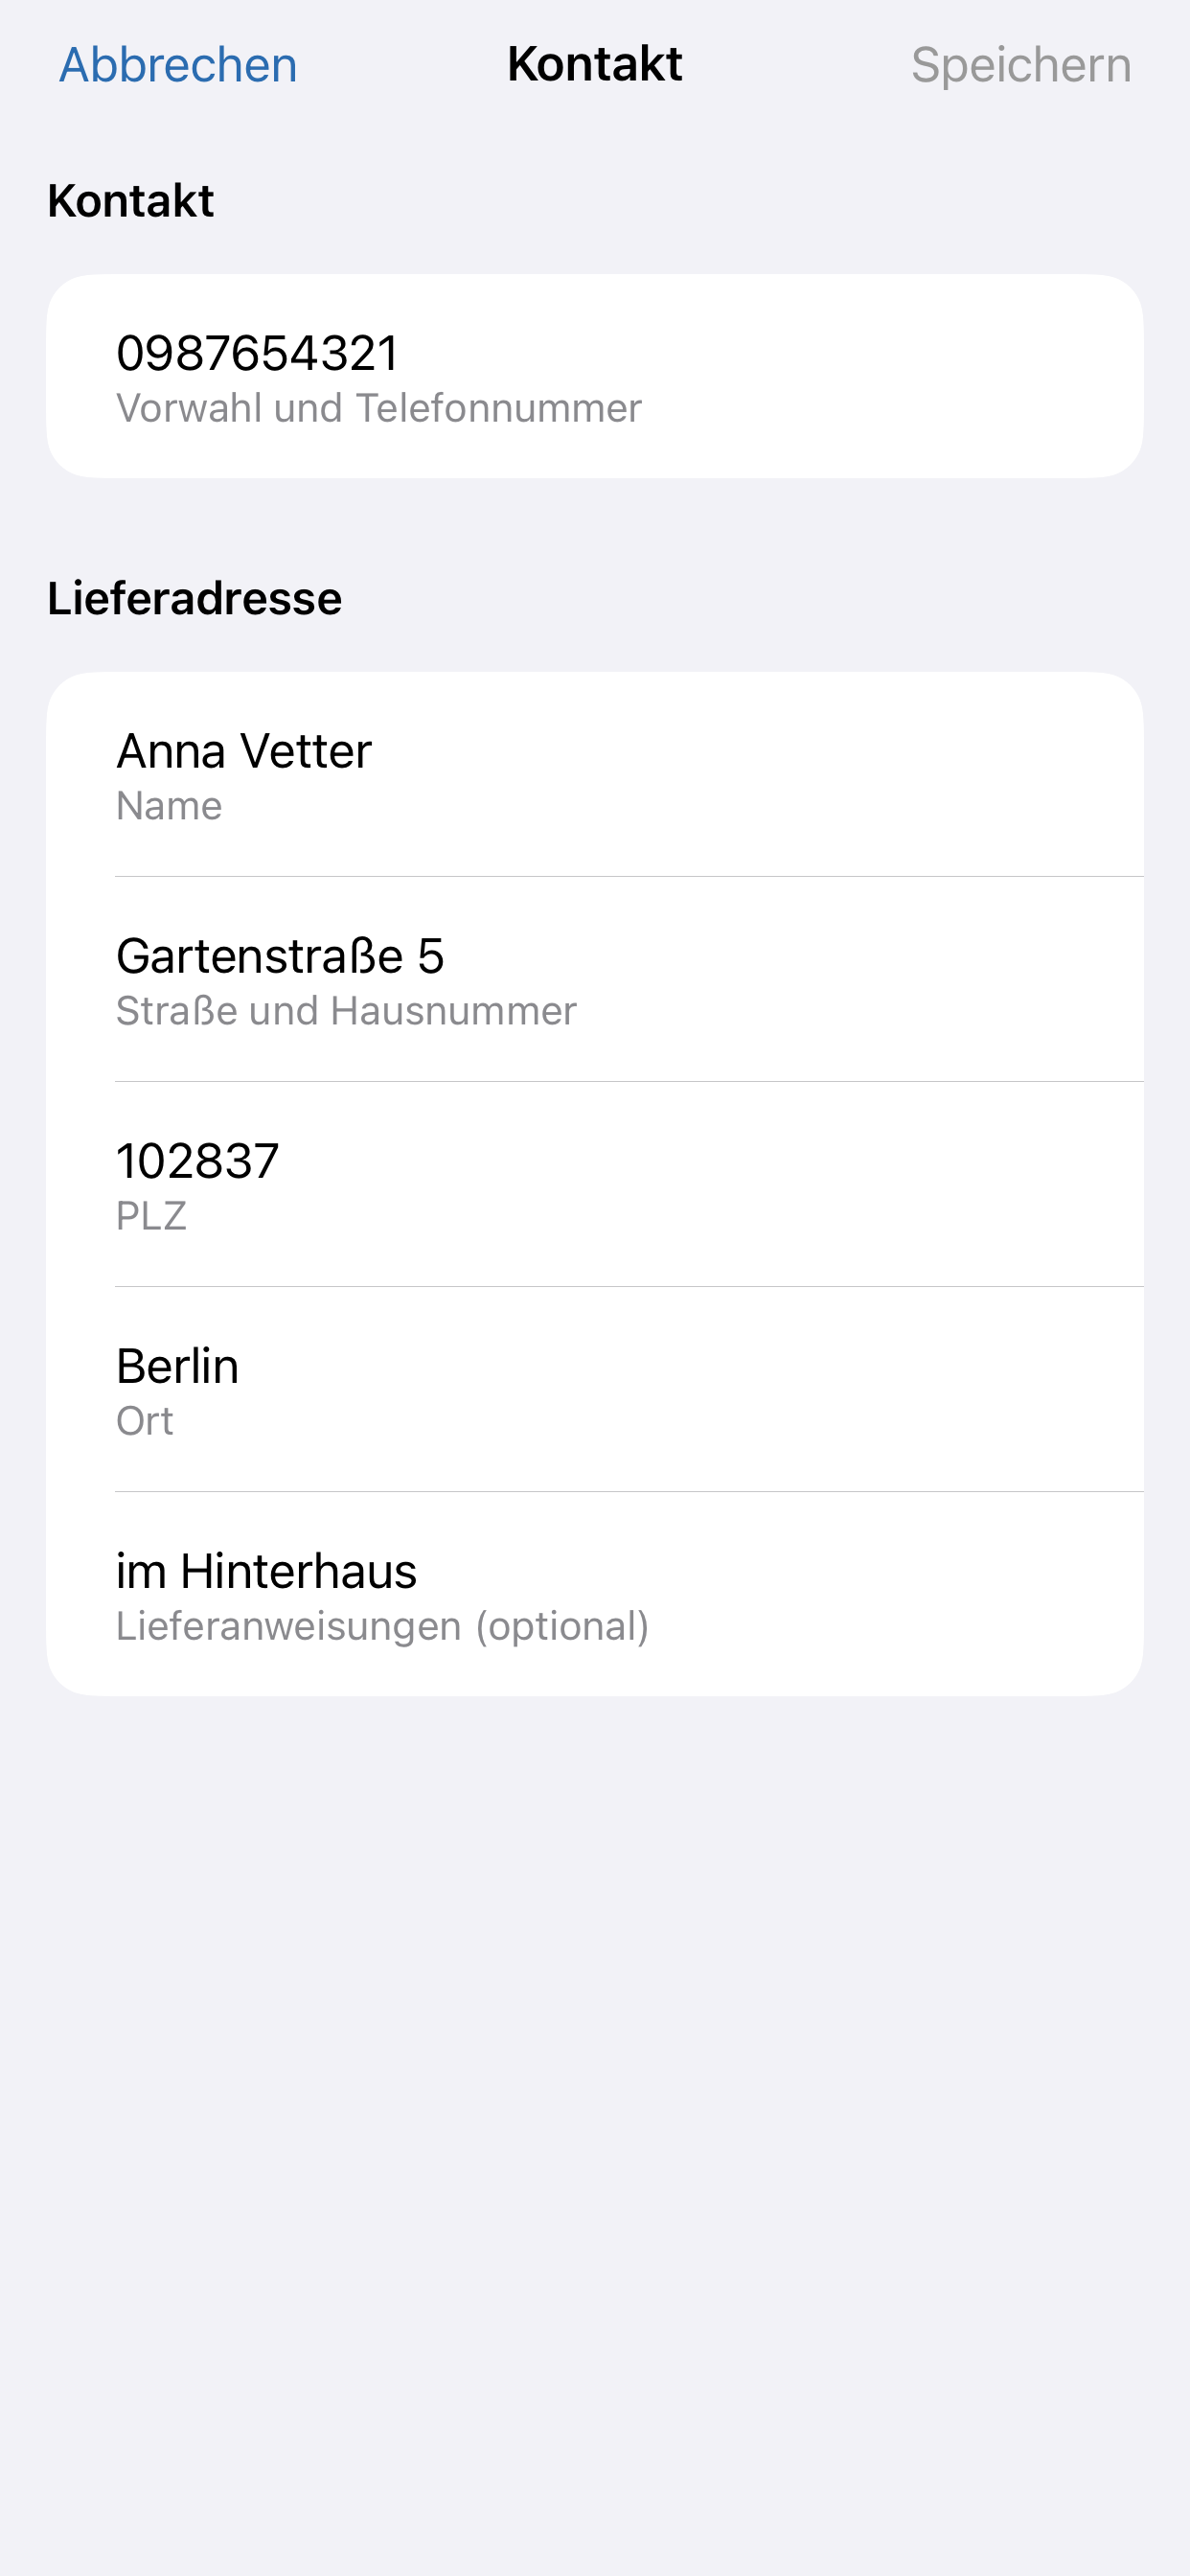 Abbrechen Kontakt Speichern
Kontakt
0987654321
Vorwahl und Telefonnummer
Lieferadresse
Anna Vetter
Name
Gartenstraße 5
Straße und Hausnummer
102837
PLZ
Berlin
Ort
im Hinterhaus
Lieferanweisungen (optional)